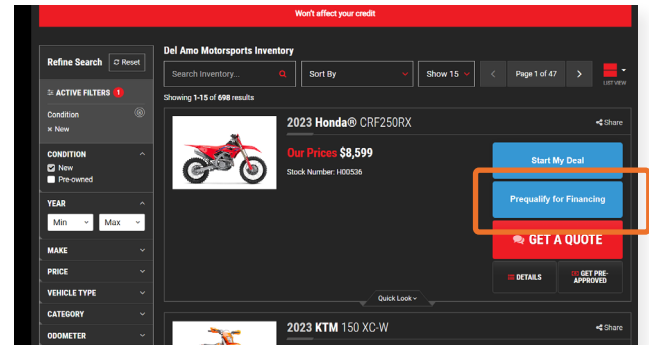 Won't affect your credit
Refine Search Reset
ACTIVE FILTERS 1
Condition
× New
CONDITION
New
Pre-owned
YEAR
Min Max
MAKE
PRICE
VEHICLE TYPE
CATEGORY
ODOMETER
Del Amo Motorsports Inventory
Search Inventory... Sort By Show 15 Page 1 of 47 LIST VIEW
Showing 1-15 of 698 results
2023 Honda® CRF250RX Share
Our Prices $8,599
Stock Number: H00536
Start My Deal
Prequalify for Financing
GET A QUOTE
DETAILS
GET PRE-
APPROVED
Quick Look
2023 KTM 150 XC-W Share